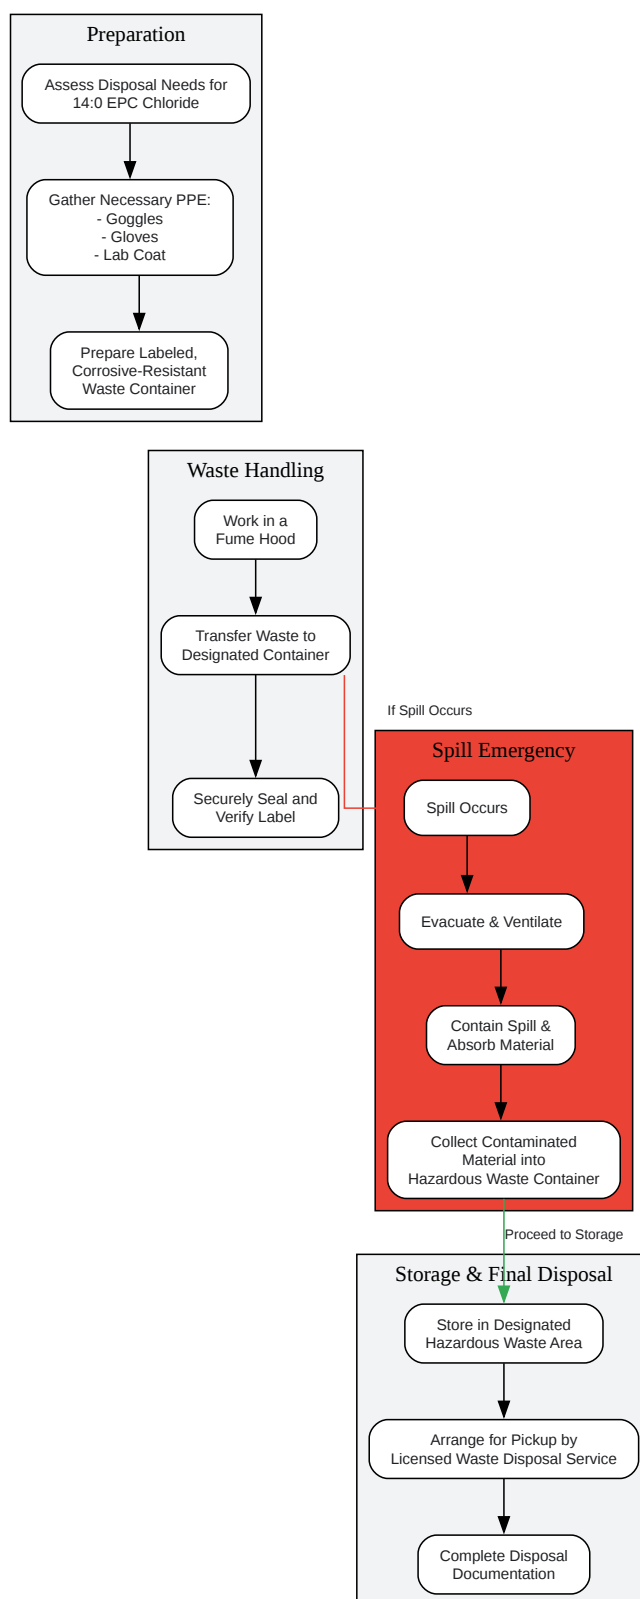 Preparation
Assess Disposal Needs for
14:0 EPC Chloride
Gather Necessary PPE:
- Goggles
- Gloves
- Lab Coat
Prepare Labeled,
Corrosive-Resistant
Waste Container
Waste Handling
Work in a
Fume Hood
Transfer Waste to
Designated Container
Securely Seal and
Verify Label
If Spill Occurs
Spill Emergency
Spill Occurs
Evacuate & Ventilate
Contain Spill &
Absorb Material
Collect Contaminated
Material into
Hazardous Waste Container
Proceed to Storage
Storage & Final Disposal
Store in Designated
Hazardous Waste Area
Arrange for Pickup by
Licensed Waste Disposal Service
Complete Disposal
Documentation